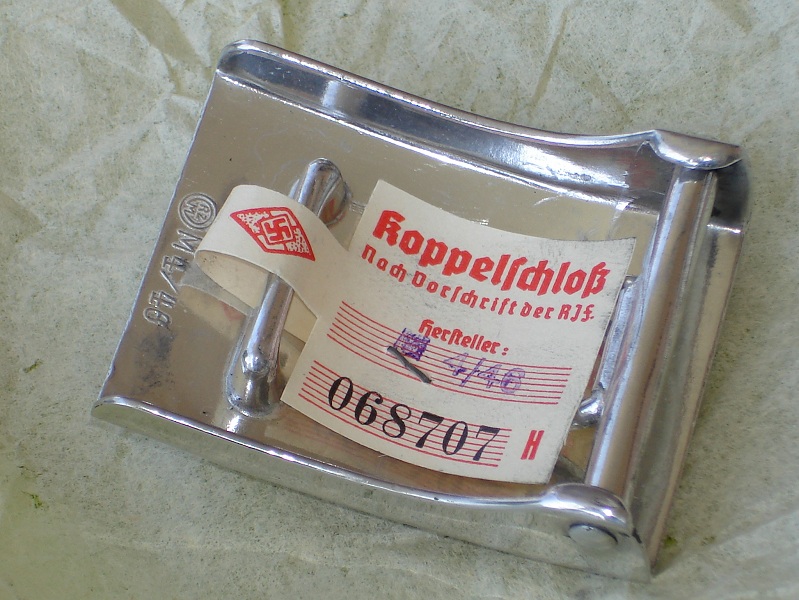 M4/46
RZM
Koppelschloß
Nach Vorschrift der RJF.
Hersteller:
4/46
068707
H